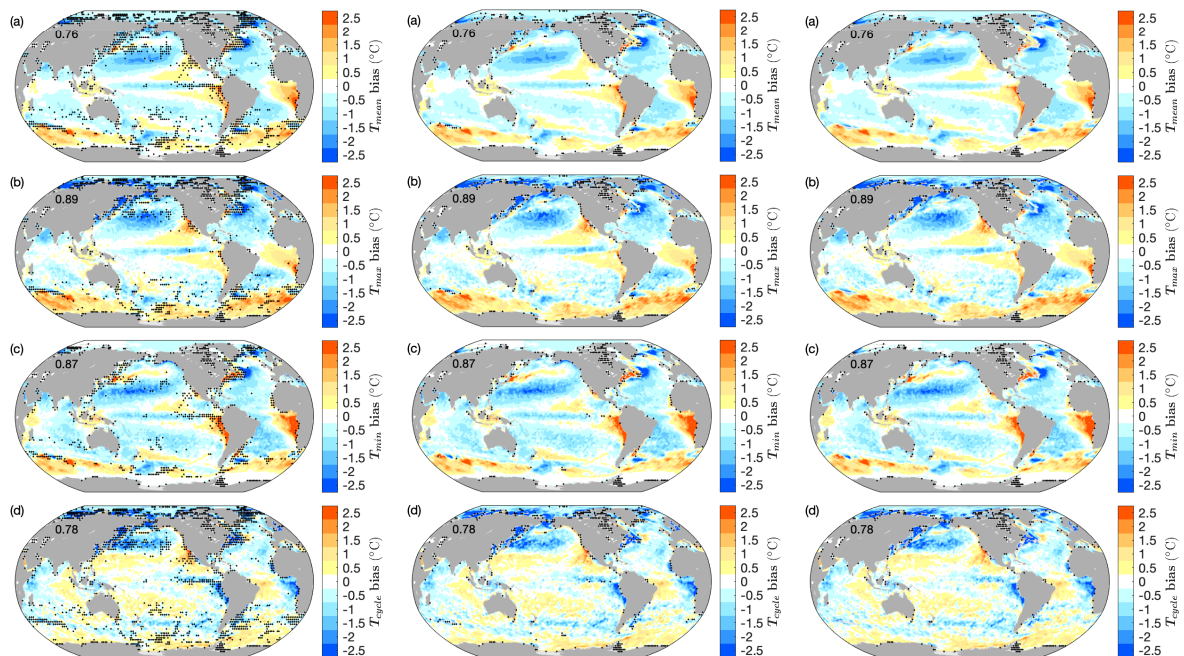 (a) 0.76 2.5 2 1.5 1 0.5 0 -0.5 -1 -1.5 -2 -2.5 T_mean bias (°C)
(a) 0.76 2.5 2 1.5 1 0.5 0 -0.5 -1 -1.5 -2 -2.5 T_mean bias (°C)
(a) 0.76 2.5 2 1.5 1 0.5 0 -0.5 -1 -1.5 -2 -2.5 T_mean bias (°C)
(b) 0.89 2.5 2 1.5 1 0.5 0 -0.5 -1 -1.5 -2 -2.5 T_max bias (°C)
(b) 0.89 2.5 2 1.5 1 0.5 0 -0.5 -1 -1.5 -2 -2.5 T_max bias (°C)
(b) 0.89 2.5 2 1.5 1 0.5 0 -0.5 -1 -1.5 -2 -2.5 T_max bias (°C)
(c) 0.87 2.5 2 1.5 1 0.5 0 -0.5 -1 -1.5 -2 -2.5 T_min bias (°C)
(c) 0.87 2.5 2 1.5 1 0.5 0 -0.5 -1 -1.5 -2 -2.5 T_min bias (°C)
(c) 0.87 2.5 2 1.5 1 0.5 0 -0.5 -1 -1.5 -2 -2.5 T_min bias (°C)
(d) 0.78 2.5 2 1.5 1 0.5 0 -0.5 -1 -1.5 -2 -2.5 T_cycle bias (°C)
(d) 0.78 2.5 2 1.5 1 0.5 0 -0.5 -1 -1.5 -2 -2.5 T_cycle bias (°C)
(d) 0.78 2.5 2 1.5 1 0.5 0 -0.5 -1 -1.5 -2 -2.5 T_cycle bias (°C)